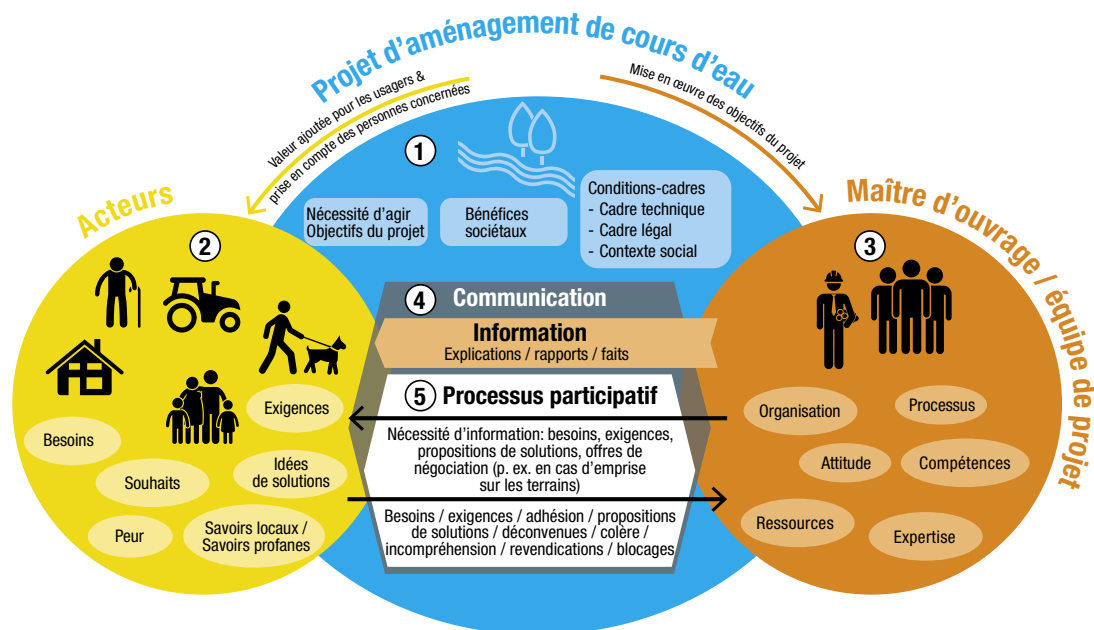 Projet d'aménagement de cours d'eau
Valeur ajoutée pour les usagers &
prise en compte des personnes concernées
Mise en œuvre des objectifs du projet
1
Nécessité d'agir
Objectifs du projet
Bénéfices
sociétaux
Conditions-cadres
- Cadre technique
- Cadre légal
- Contexte social
Acteurs
2
Exigences
Besoins
Souhaits
Idées
de solutions
Peur
Savoirs locaux /
Savoirs profanes
Maître d'ouvrage / équipe de projet
3
Organisation
Processus
Attitude
Compétences
Ressources
Expertise
4 Communication
Information
Explications / rapports / faits
5 Processus participatif
Nécessité d'information: besoins, exigences,
propositions de solutions, offres de
négociation (p. ex. en cas d'emprise
sur les terrains)
Besoins / exigences / adhésion / propositions
de solutions / déconvenues / colère /
incompréhension / revendications / blocages